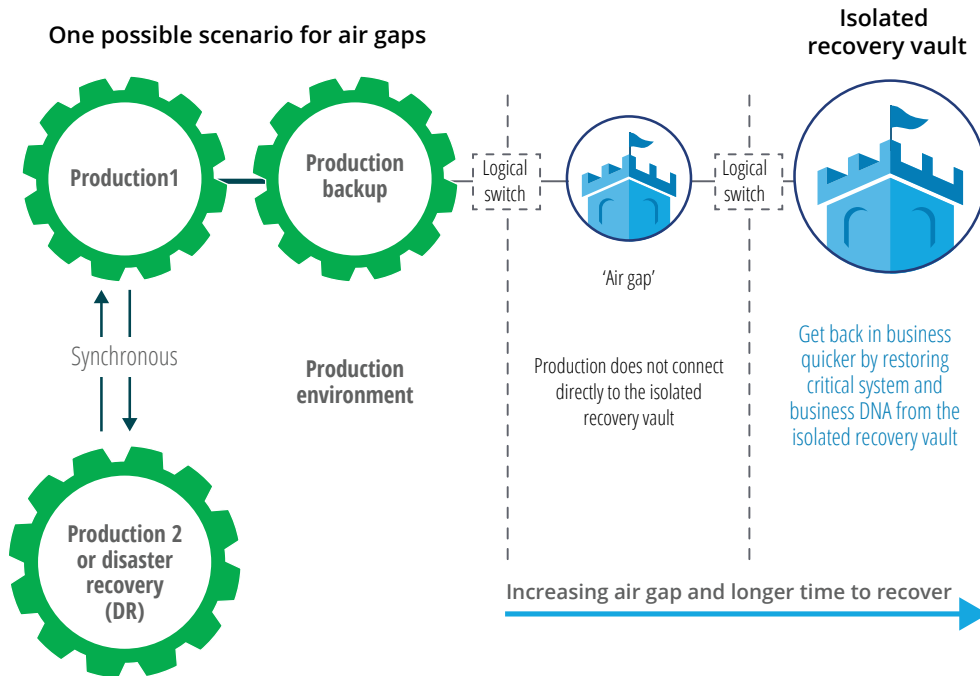 One possible scenario for air gaps
Isolated
recovery vault
Production1
Production
backup
Logical
switch
Logical
switch
‘Air gap’
Synchronous
Production
environment
Production does not connect
directly to the isolated
recovery vault
Get back in business
quicker by restoring
critical system and
business DNA from the
isolated recovery vault
Production 2
or disaster
recovery
(DR)
Increasing air gap and longer time to recover